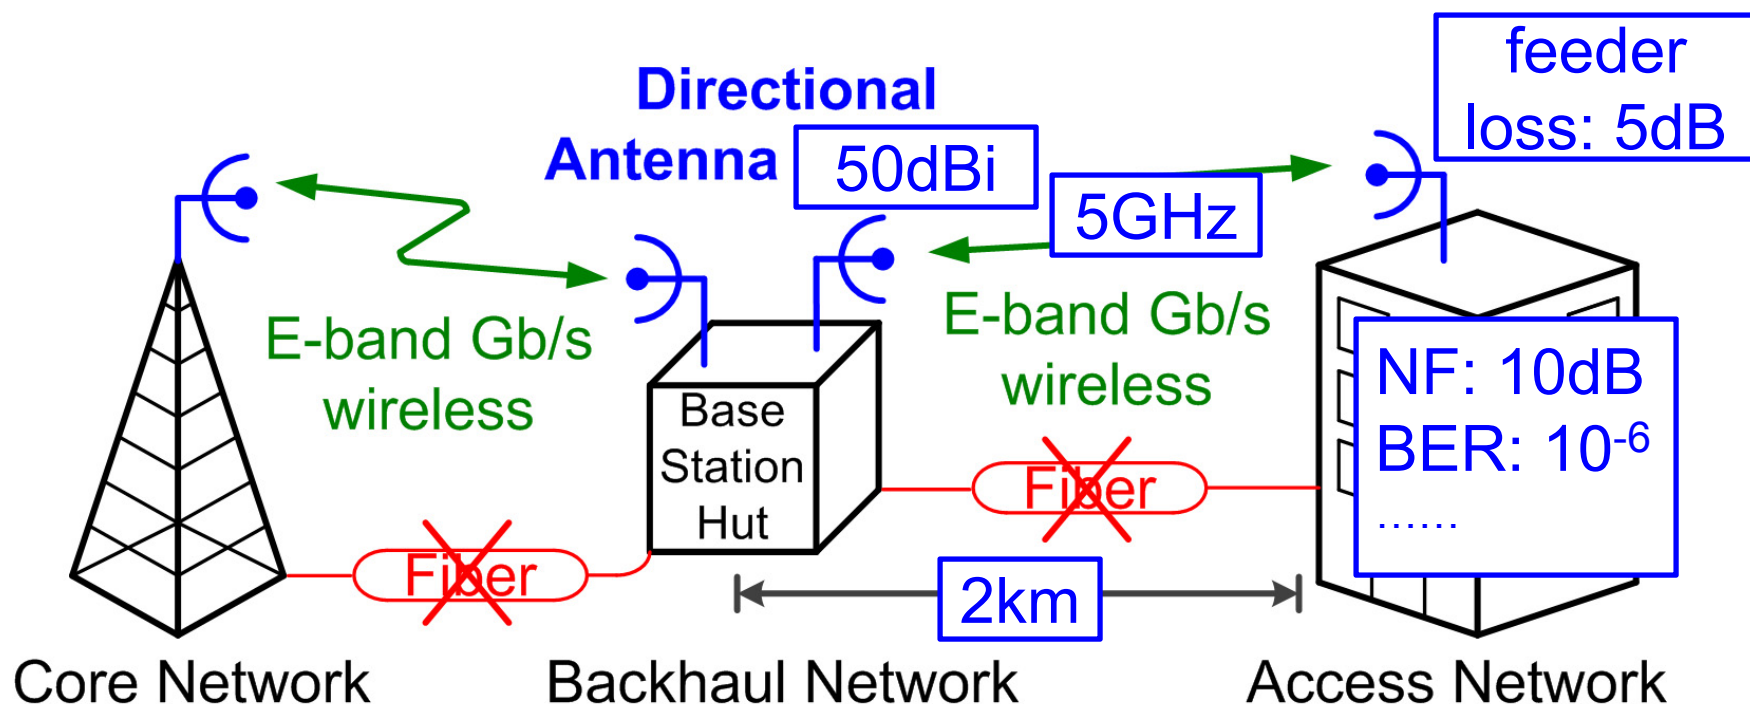 feeder
loss: 5dB
Directional
Antenna
50dBi
5GHz
E-band Gb/s
wireless
E-band Gb/s
wireless
Base
Station
Hut
NF: 10dB
BER: 10⁻⁶
......
Fiber
Fiber
2km
Core Network
Backhaul Network
Access Network